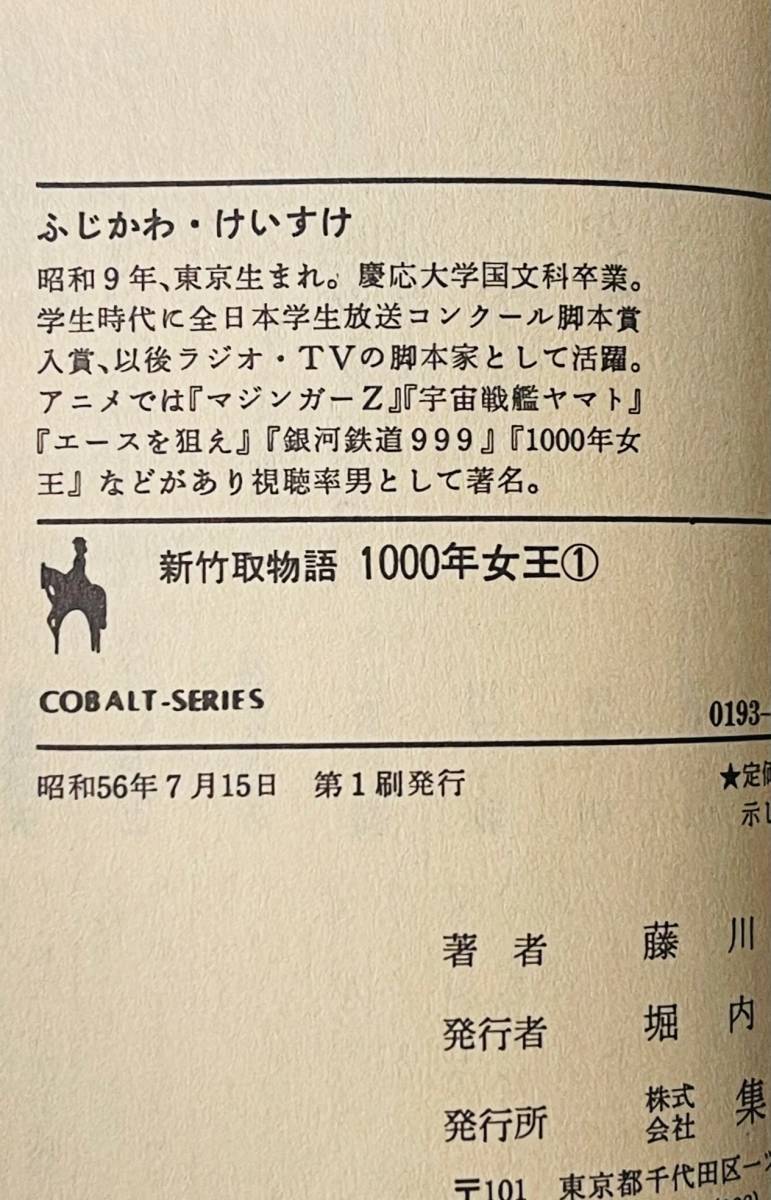 ふじかわ・けいすけ
昭和9年、東京生まれ。慶応大学国文科卒業。
学生時代に全日本学生放送コンクール脚本賞
入賞、以後ラジオ・TVの脚本家として活躍。
アニメでは『マジンガーZ』『宇宙戦艦ヤマト』
『エースを狙え』『銀河鉄道999』『1000年女
王』などがあり視聴率男として著名。
新竹取物語 1000年女王①
COBALT-SERIES
0193-
昭和56年7月15日 第1刷発行
★定価
示し
著者 藤川
発行者 堀内
発行所 株式会社 集
〒101 東京都千代田区一ツ